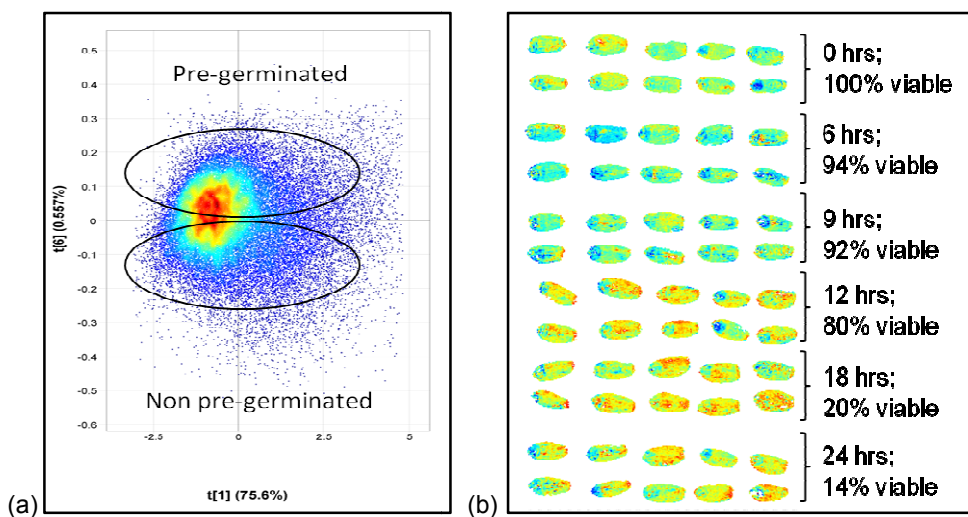 0.5
Pre-germinated
0.4
0.3
0.2
0.1
0
-0.1
-0.2
-0.3
-0.4
-0.5
Non pre-germinated
-0.6
t[6] (0.557%)
-2.5 0 2.5 5
t[1] (75.6%)
(a)
0 hrs;
100% viable
6 hrs;
94% viable
9 hrs;
92% viable
12 hrs;
80% viable
18 hrs;
20% viable
24 hrs;
14% viable
(b)